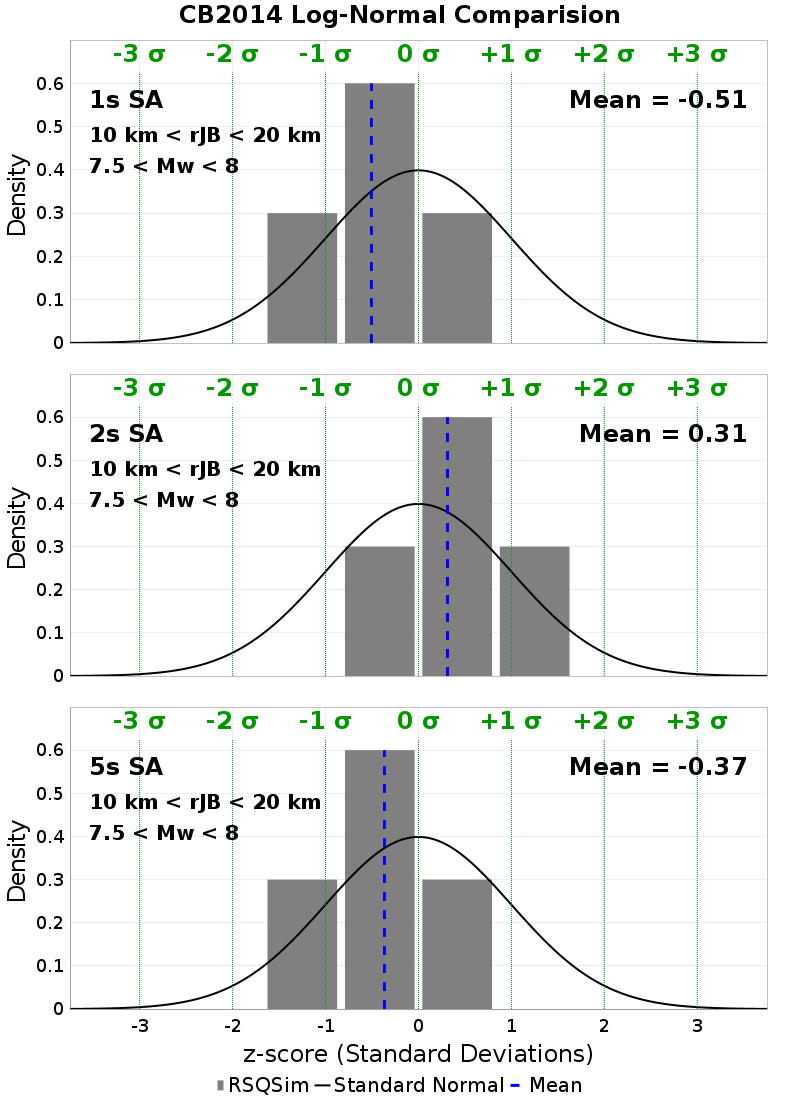 CB2014 Log-Normal Comparision
-3 σ -2 σ -1 σ 0 σ +1 σ +2 σ +3 σ
1s SA Mean = -0.51
10 km < rJB < 20 km
7.5 < Mw < 8
Density
0.6
0.5
0.4
0.3
0.2
0.1
0
-3 σ -2 σ -1 σ 0 σ +1 σ +2 σ +3 σ
2s SA Mean = 0.31
10 km < rJB < 20 km
7.5 < Mw < 8
Density
0.6
0.5
0.4
0.3
0.2
0.1
0
-3 σ -2 σ -1 σ 0 σ +1 σ +2 σ +3 σ
5s SA Mean = -0.37
10 km < rJB < 20 km
7.5 < Mw < 8
Density
0.6
0.5
0.4
0.3
0.2
0.1
0
-3 -2 -1 0 1 2 3
z-score (Standard Deviations)
RSQSim Standard Normal Mean